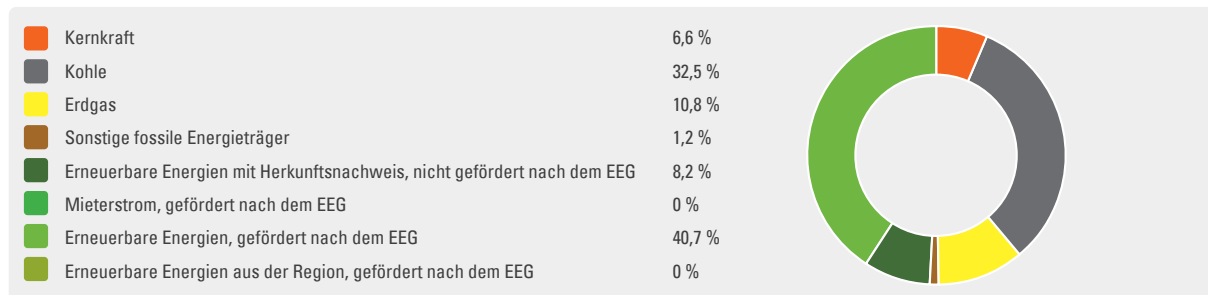 Kernkraft 6,6 %
Kohle 32,5 %
Erdgas 10,8 %
Sonstige fossile Energieträger 1,2 %
Erneuerbare Energien mit Herkunftsnachweis, nicht gefördert nach dem EEG 8,2 %
Mieterstrom, gefördert nach dem EEG 0 %
Erneuerbare Energien, gefördert nach dem EEG 40,7 %
Erneuerbare Energien aus der Region, gefördert nach dem EEG 0 %